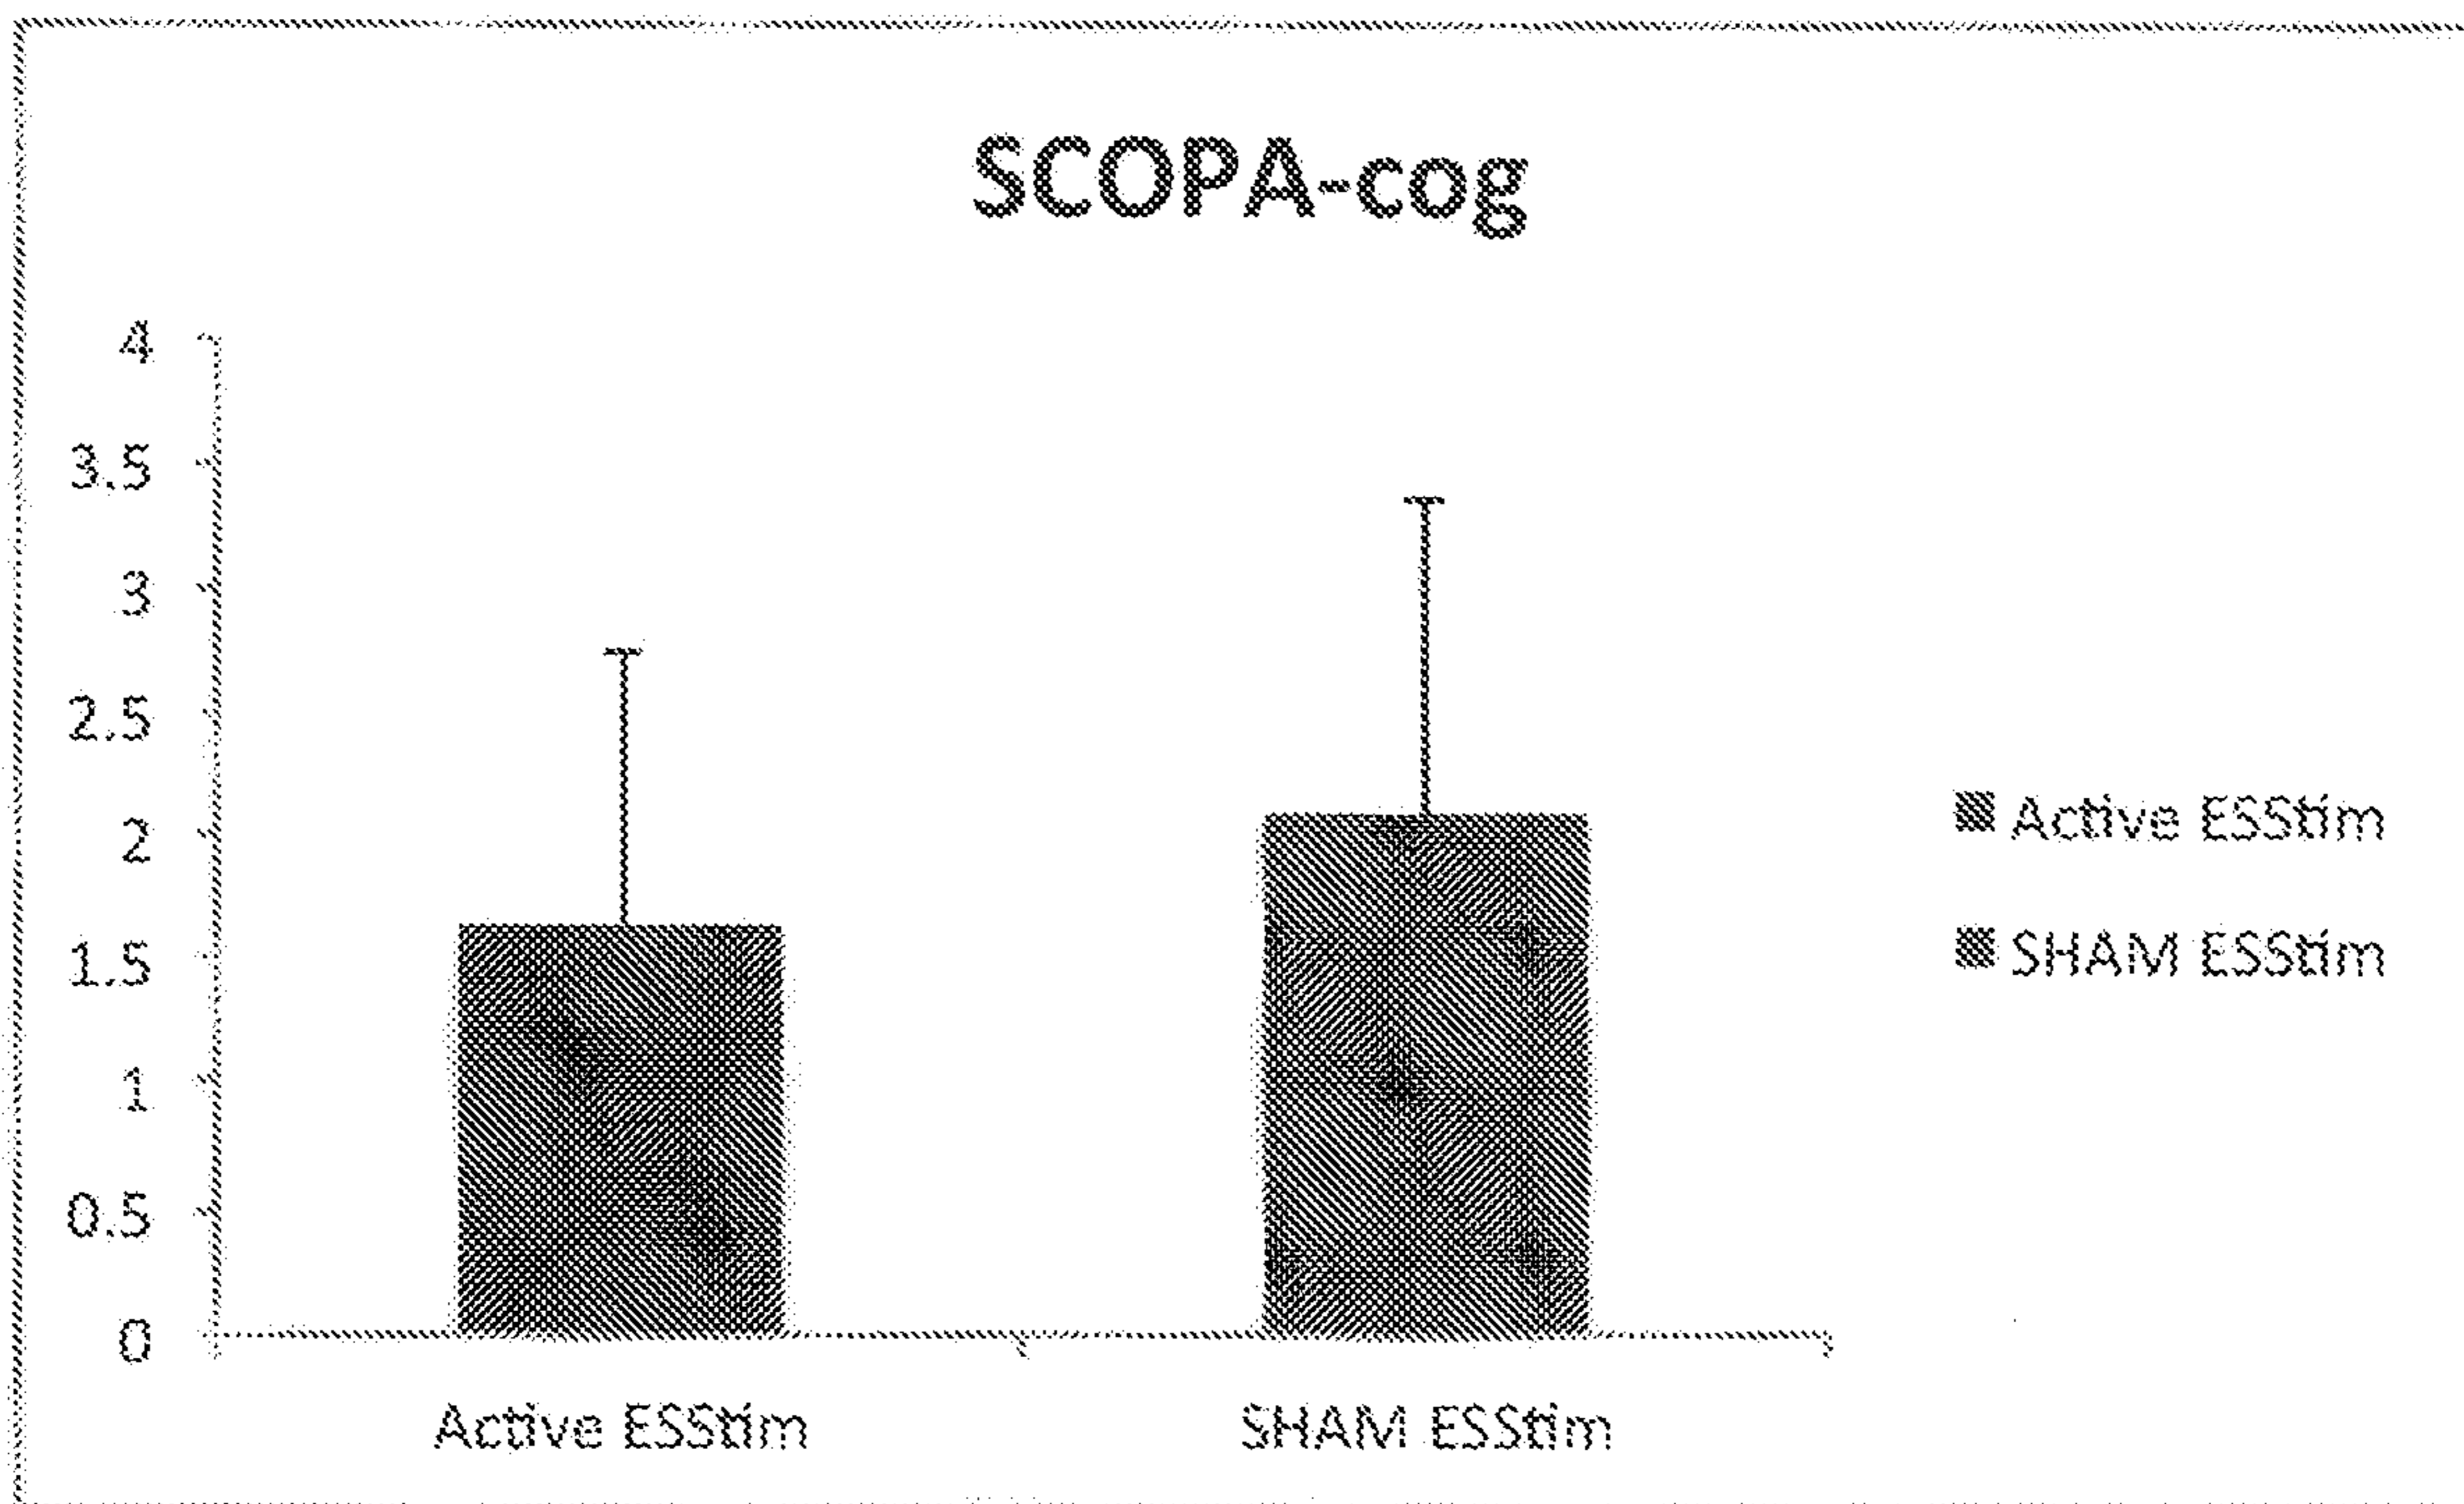 SCOPA-cog
4
3.5
3
2.5
2
1.5
1
0.5
0
Active ESStim
SHAM ESStim
Active ESStim
SHAM ESStim